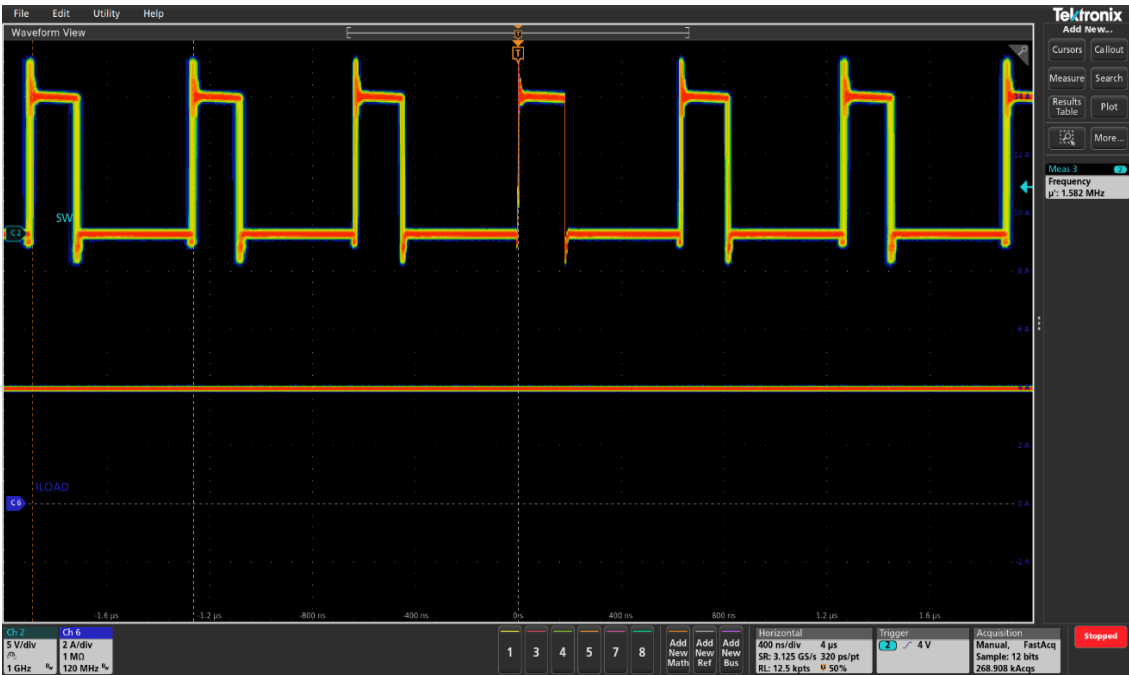 File Edit Utility Help
Tektronix
Waveform View
Add New...
T
T
Cursors Callout
Measure Search
Results Table Plot
More...
14 A
12 A
Meas 3 2
Frequency
µ': 1.582 MHz
SW
10 A
C2
8 A
6 A
4 A
2 A
ILOAD
C 6
0 A
-2 A
-1.6 µs -1.2 µs -800 ns -400 ns 0 s 400 ns 800 ns 1.2 µs 1.6 µs
Ch 2
5 V/div
1 GHz Bw
Ch 6
2 A/div
1 MΩ
120 MHz Bw
1 3 4 5 7 8
Add New Math
Add New Ref
Add New Bus
Horizontal
400 ns/div 4 µs
SR: 3.125 GS/s 320 ps/pt
RL: 12.5 kpts 50%
Trigger
2 4 V
Acquisition
Manual, FastAcq
Sample: 12 bits
268.908 kAcqs
Stopped